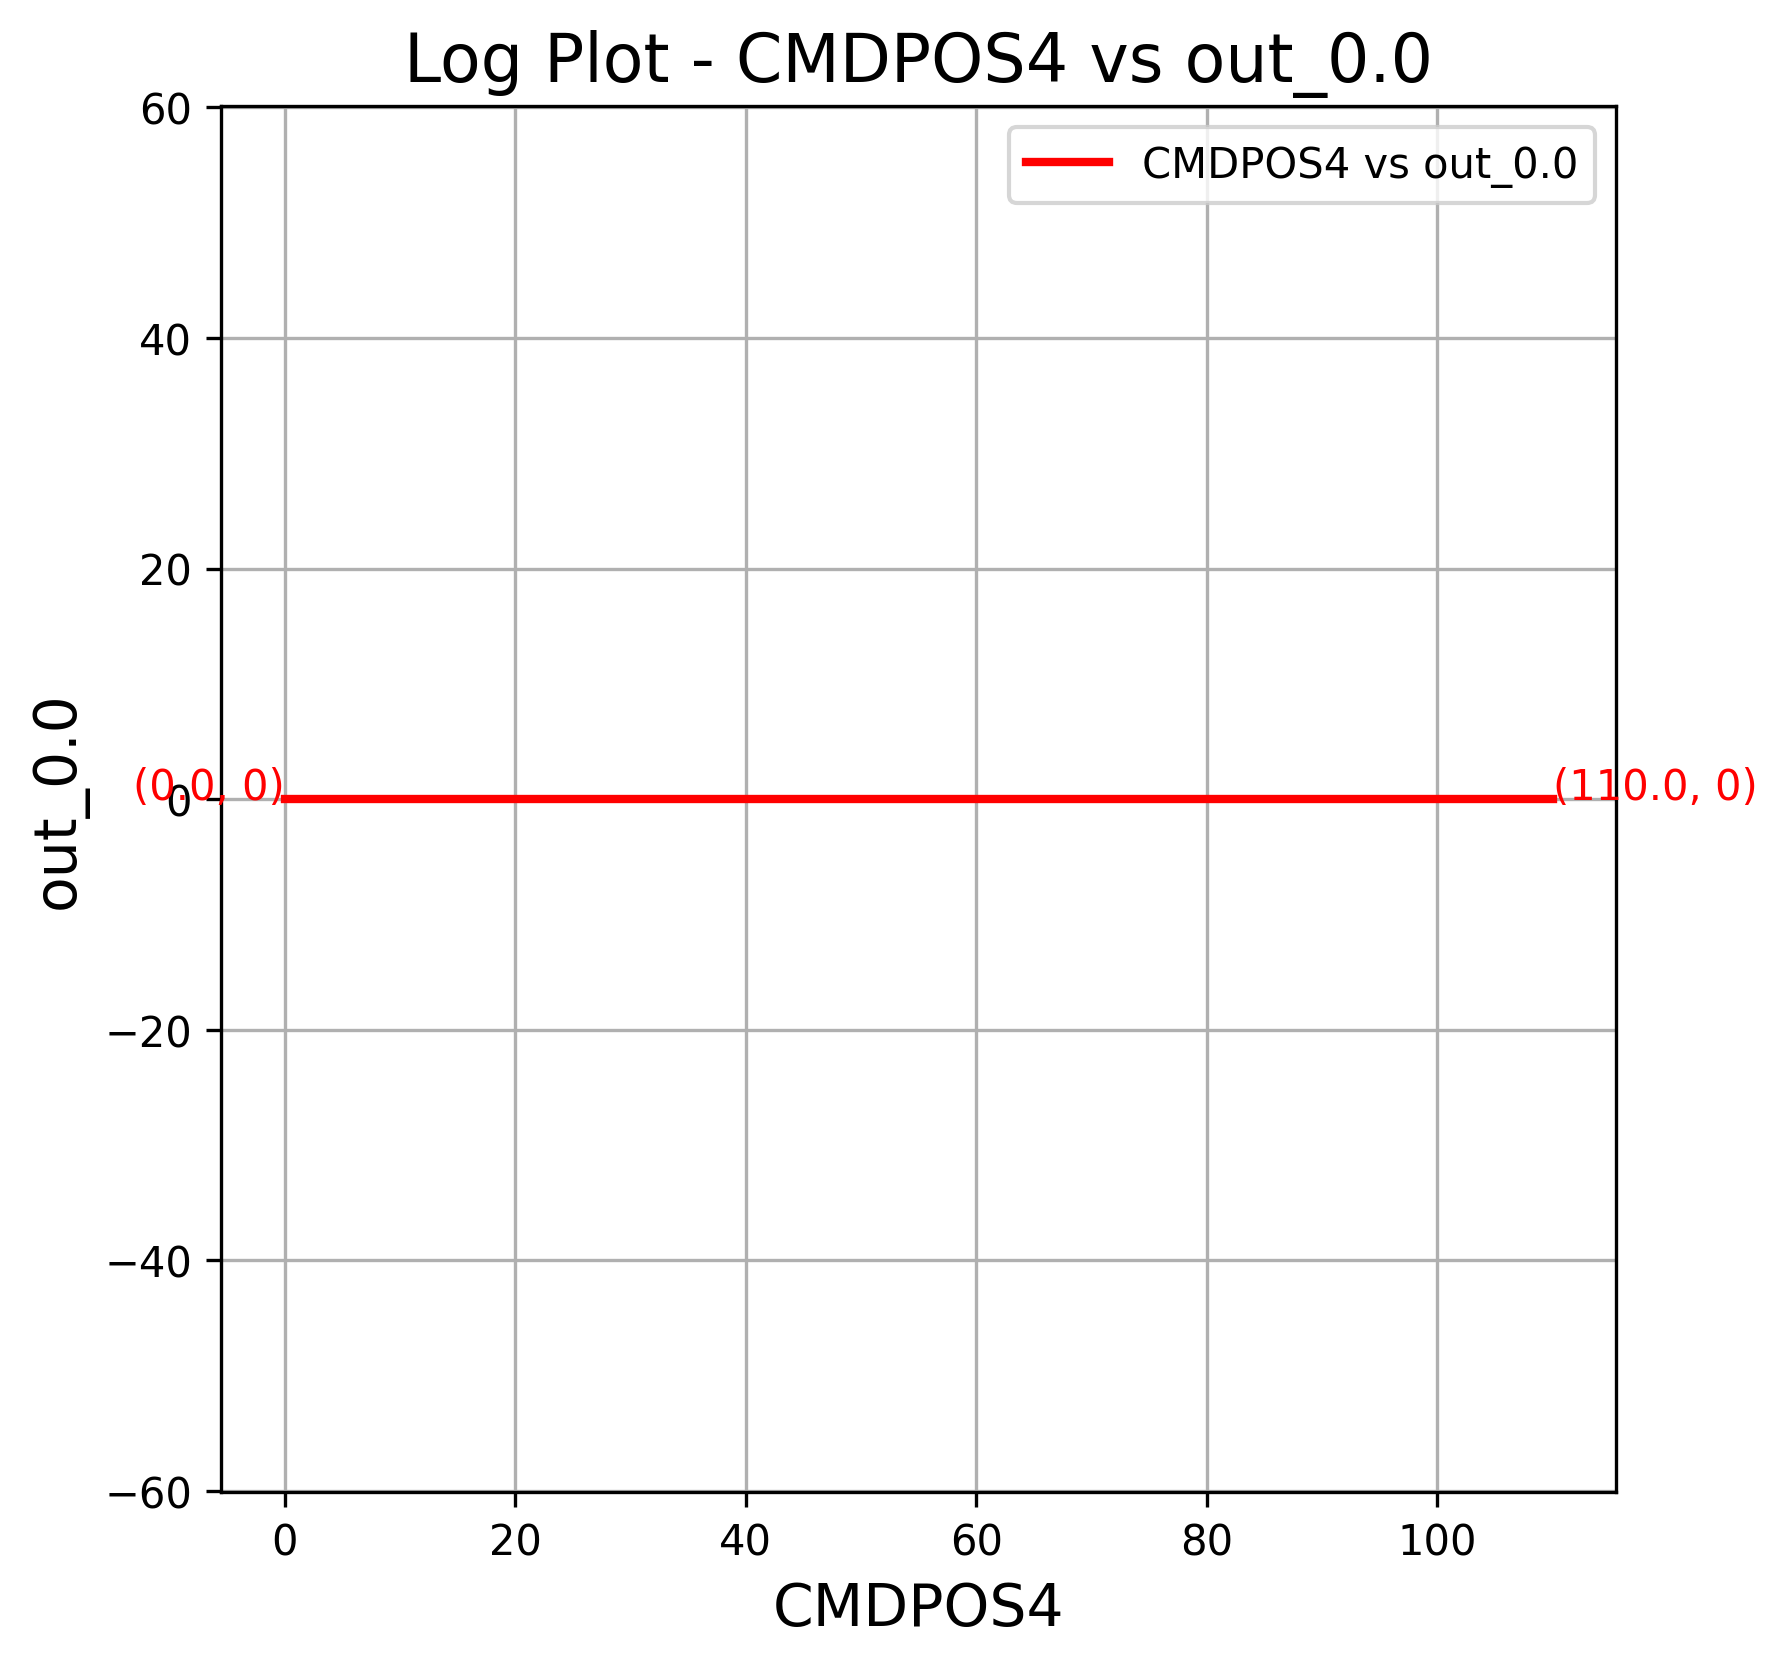 Log Plot - CMDPOS4 vs out_0.0
60
CMDPOS4 vs out_0.0
40
20
out_0.0
(0.0, 0)
0
(110.0, 0)
−20
−40
−60
0 20 40 60 80 100
CMDPOS4